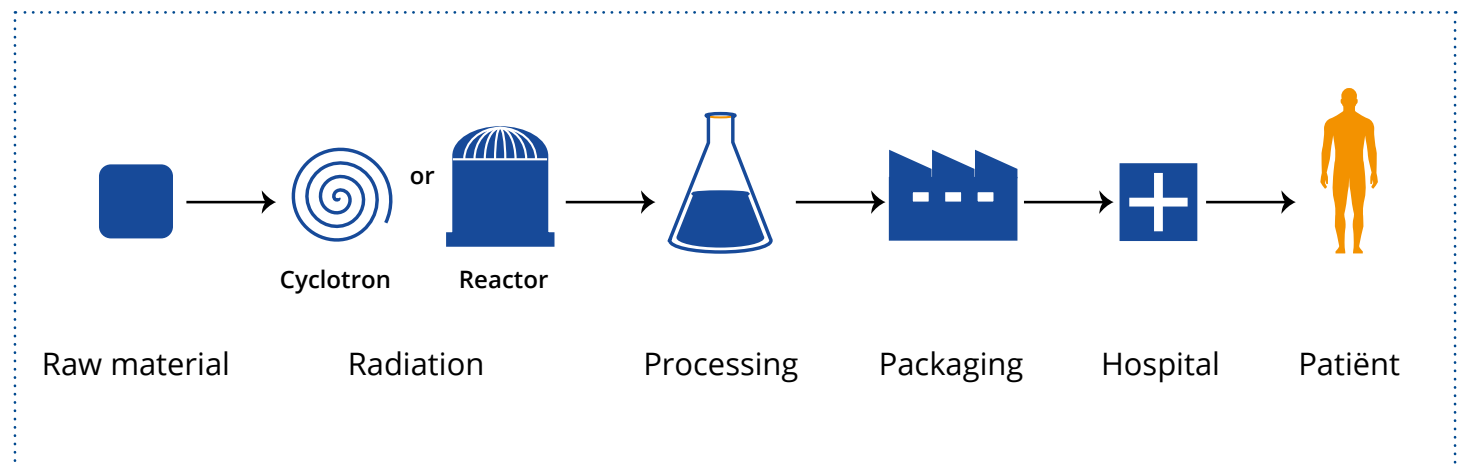 or
Cyclotron Reactor
Raw material Radiation Processing Packaging Hospital Patiënt